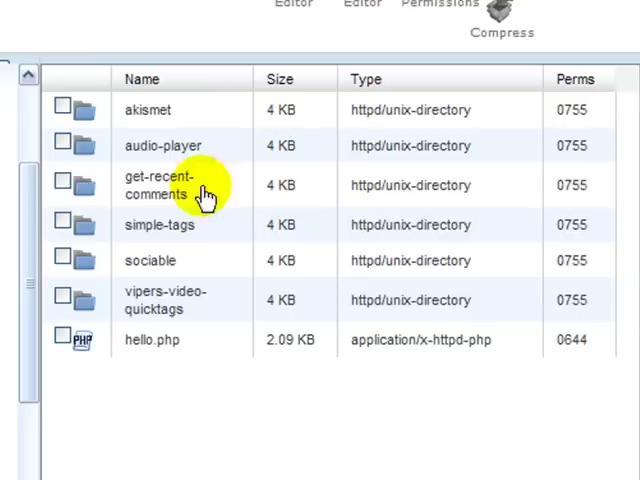 Editor Editor Permissions
Compress
Name Size Type Perms
akismet 4 KB httpd/unix-directory 0755
audio-player 4 KB httpd/unix-directory 0755
get-recent-
comments 4 KB httpd/unix-directory 0755
simple-tags 4 KB httpd/unix-directory 0755
sociable 4 KB httpd/unix-directory 0755
vipers-video-
quicktags 4 KB httpd/unix-directory 0755
PHP hello.php 2.09 KB application/x-httpd-php 0644